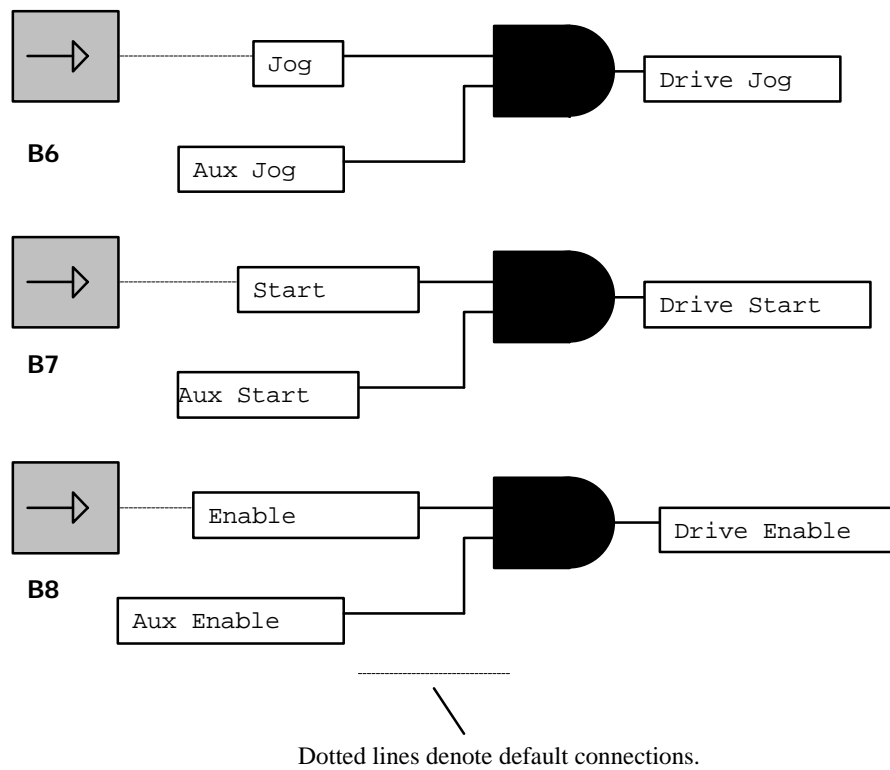 Jog
Drive Jog
B6
Aux Jog
Start
Drive Start
B7
Aux Start
Enable
Drive Enable
B8
Aux Enable
Dotted lines denote default connections.